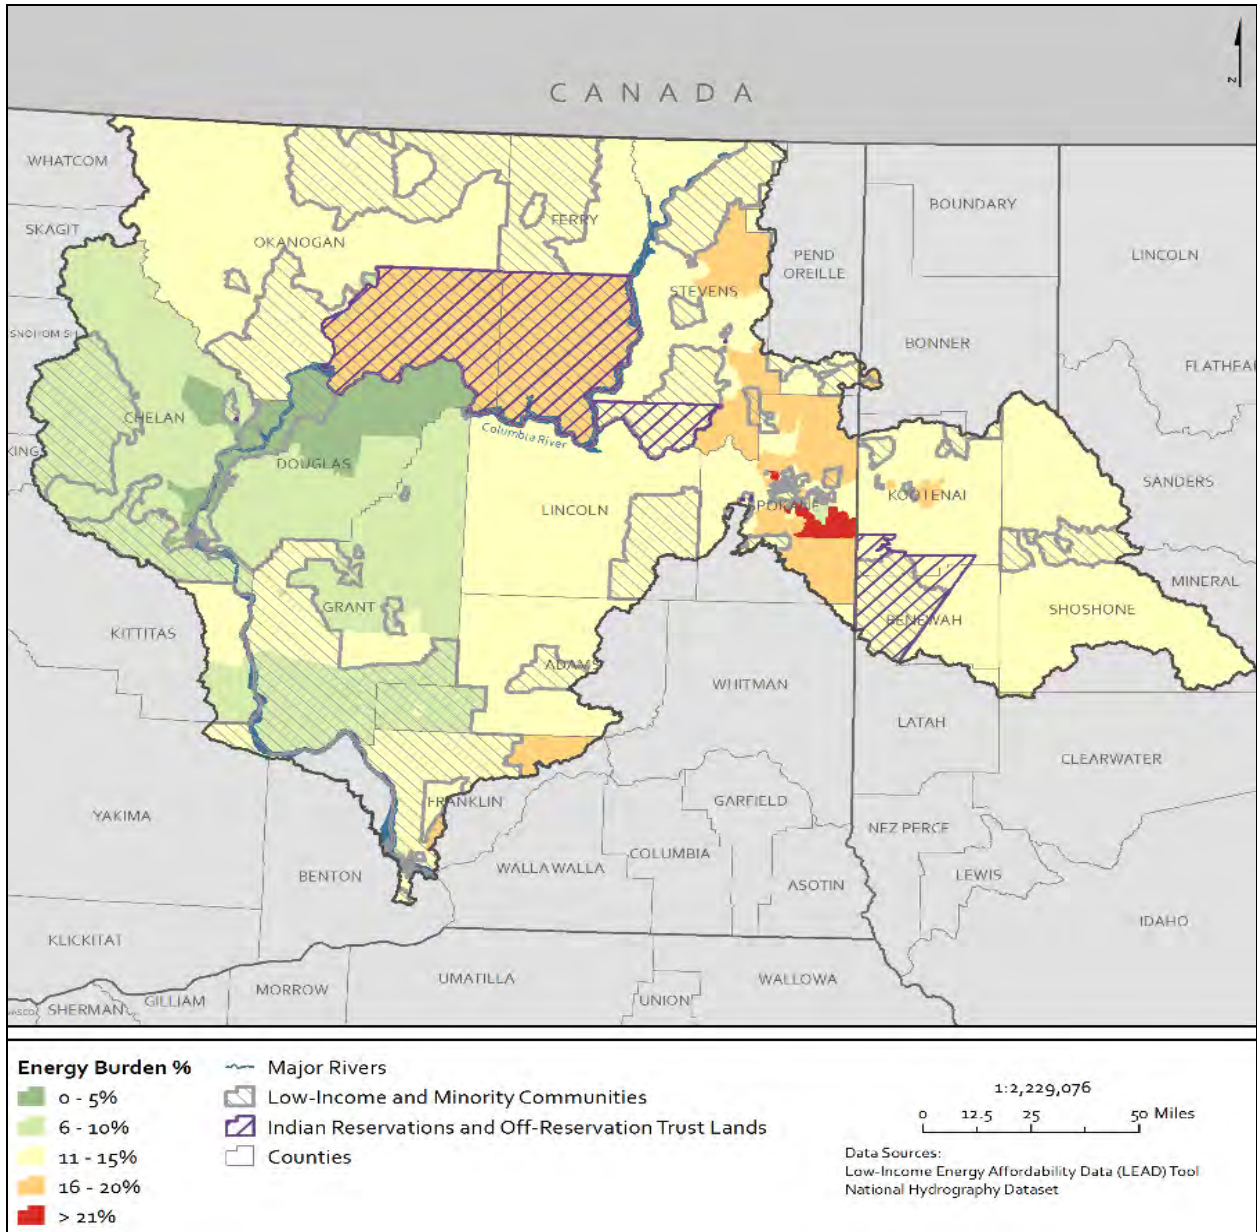 CANADA
N
WHATCOM
SKAGIT
OKANOGAN
FERRY
BOUNDARY
PEND
OREILLE
LINCOLN
STEVENS
BONNER
FLATHEAD
CHELAN
KING
Columbia River
DOUGLAS
LINCOLN
SPOKANE
KOOTENAI
SANDERS
GRANT
MINERAL
KITTITAS
ADAMS
BENEWAH
SHOSHONE
WHITMAN
LATAH
CLEARWATER
YAKIMA
FRANKLIN
GARFIELD
NEZ PERCE
BENTON
WALLA WALLA
COLUMBIA
ASOTIN
LEWIS
IDAHO
KLICKITAT
UMATILLA
WALLOWA
MORROW
GILLIAM
SHERMAN
UNION
Energy Burden %
0 - 5%
6 - 10%
11 - 15%
16 - 20%
> 21%
Major Rivers
Low-Income and Minority Communities
Indian Reservations and Off-Reservation Trust Lands
Counties
1:2,229,076
0 12.5 25 50 Miles
Data Sources:
Low-Income Energy Affordability Data (LEAD) Tool
National Hydrography Dataset